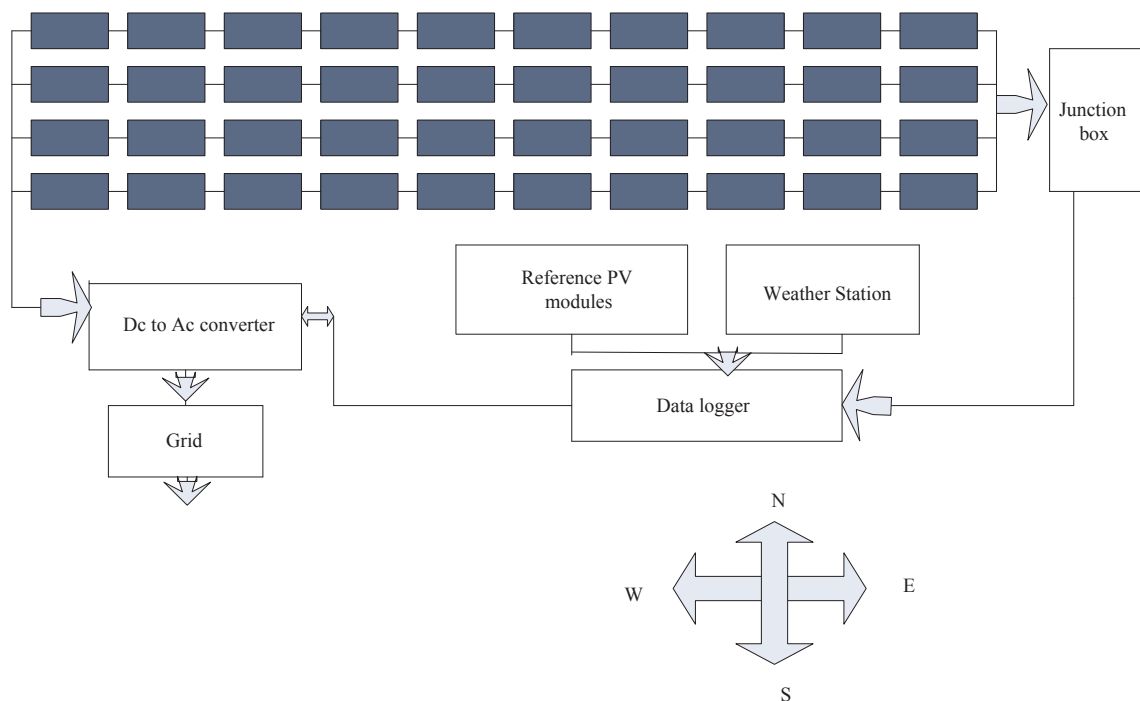 Junction
box
Reference PV
modules
Weather Station
Dc to Ac converter
Data logger
Grid
N
W
E
S